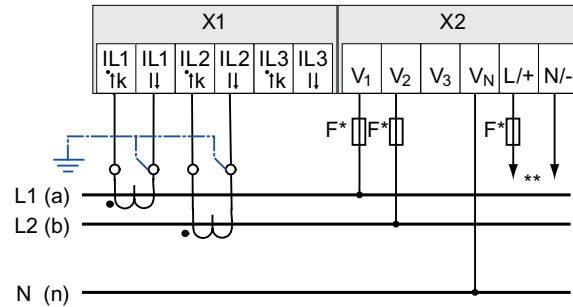 X1 X2
IL1 IL1 IL2 IL2 IL3 IL3 V1 V2 V3 VN L/+ N/-
k l k l k l
F* F* F* **
L1 (a)
L2 (b)
N (n)